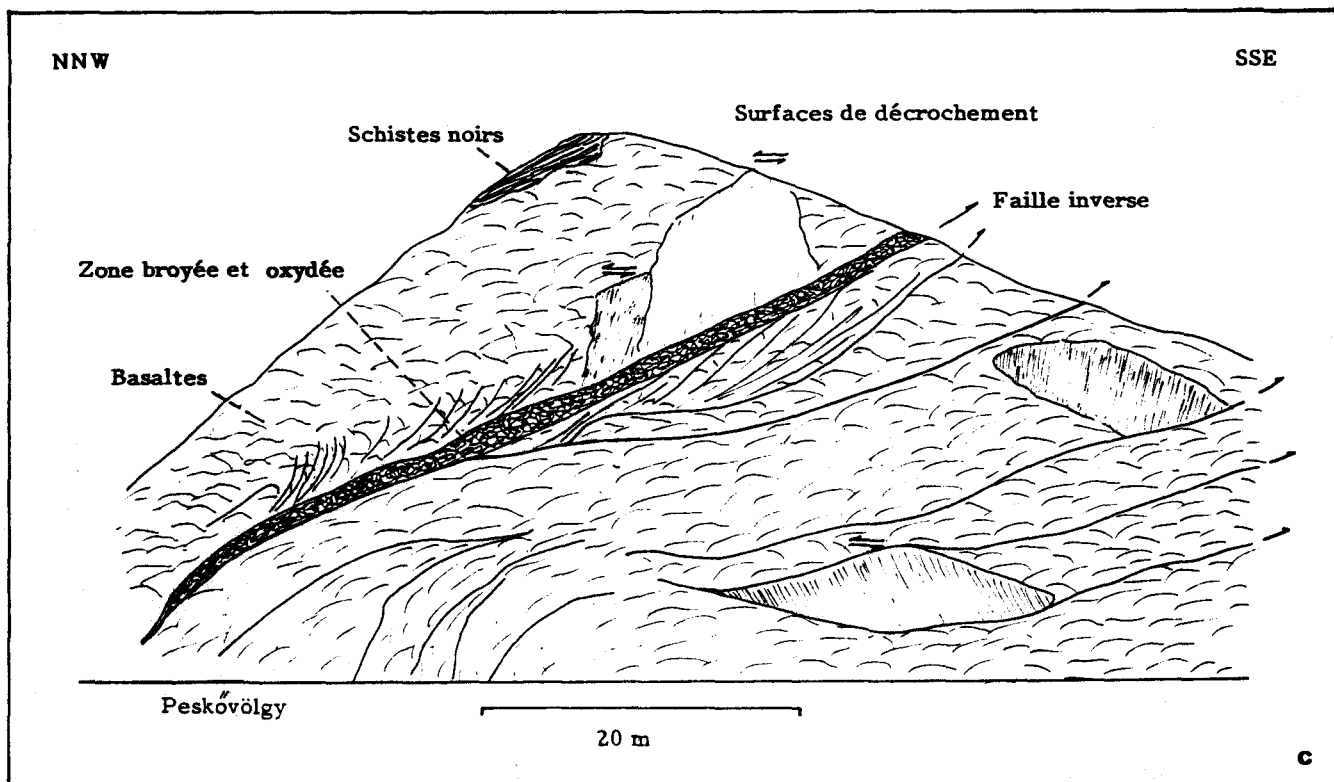 NNW
SSE
Surfaces de décrochement
Schistes noirs
Faille inverse
Zone broyée et oxydée
Basaltes
Peskővölgy
20 m
c